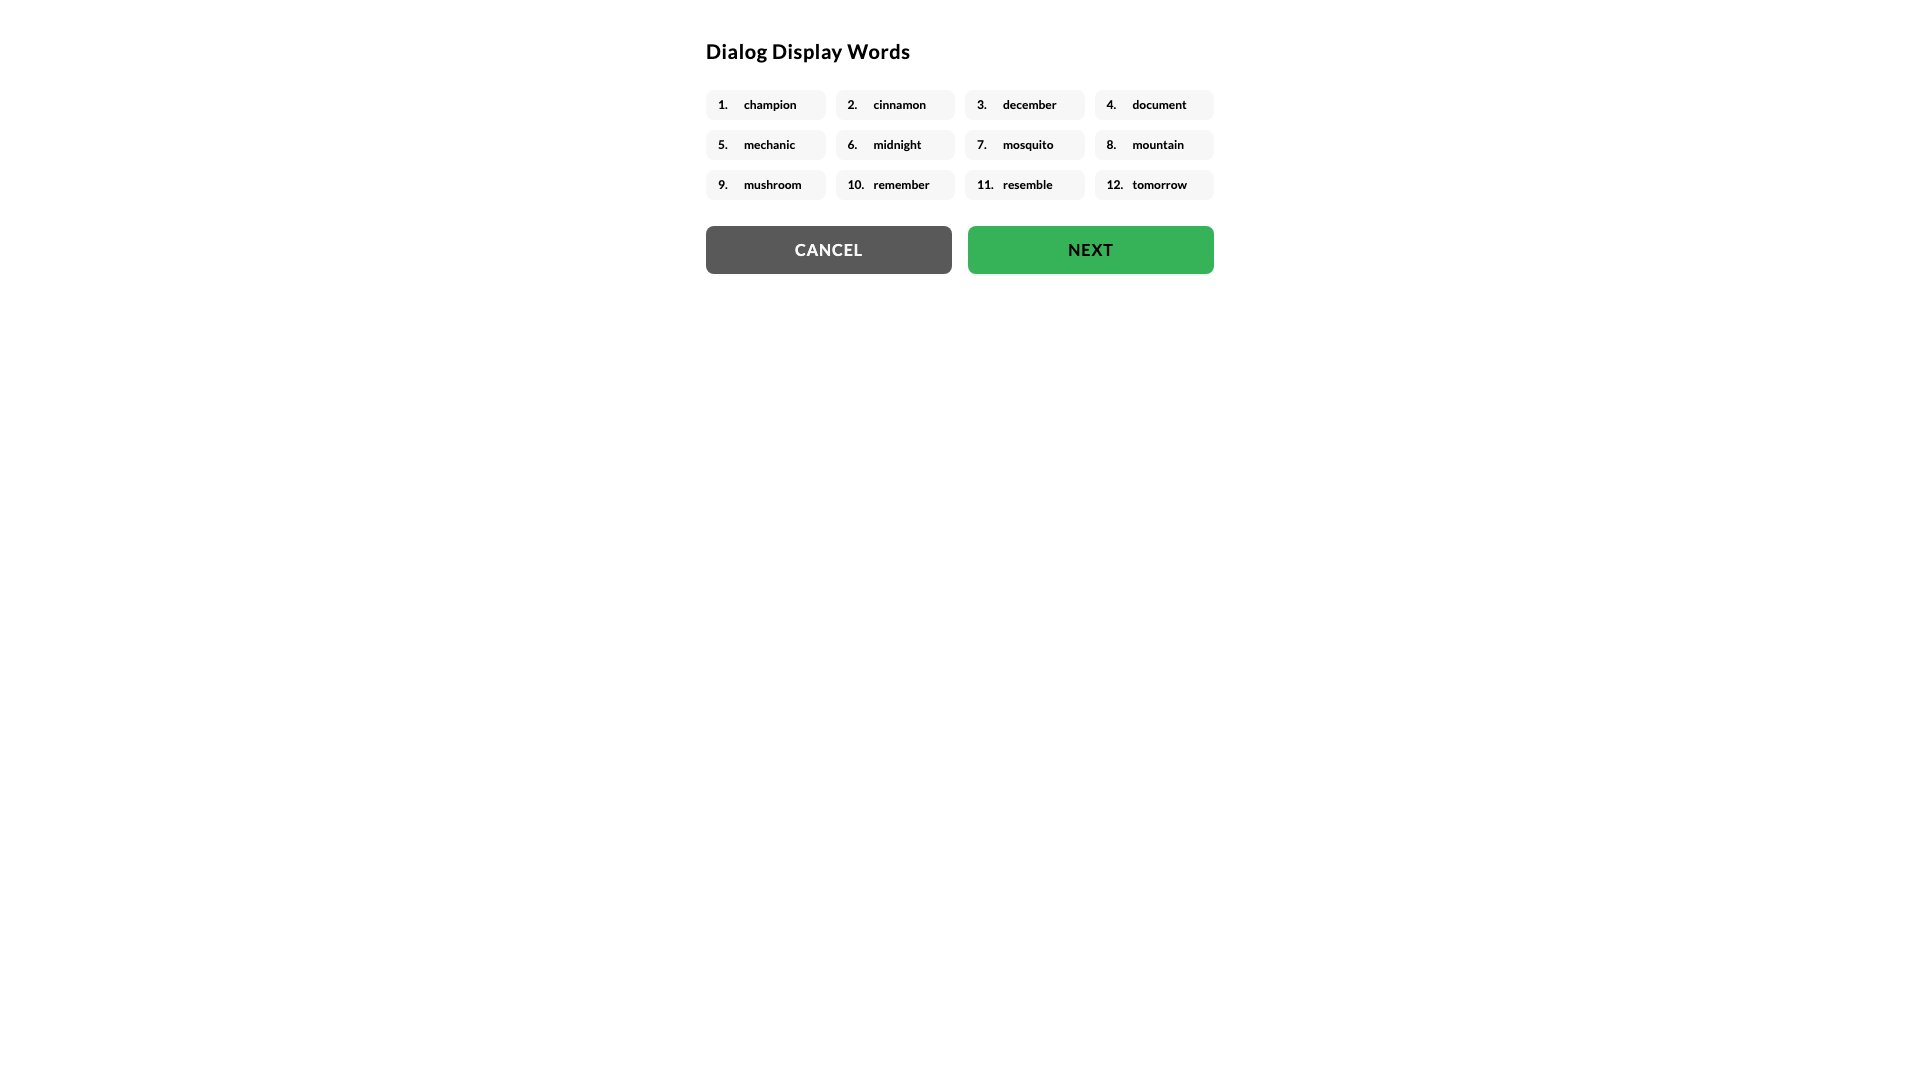 Dialog Display Words
1. champion 2. cinnamon 3. december 4. document
5. mechanic 6. midnight 7. mosquito 8. mountain
9. mushroom 10. remember 11. resemble 12. tomorrow
CANCEL NEXT